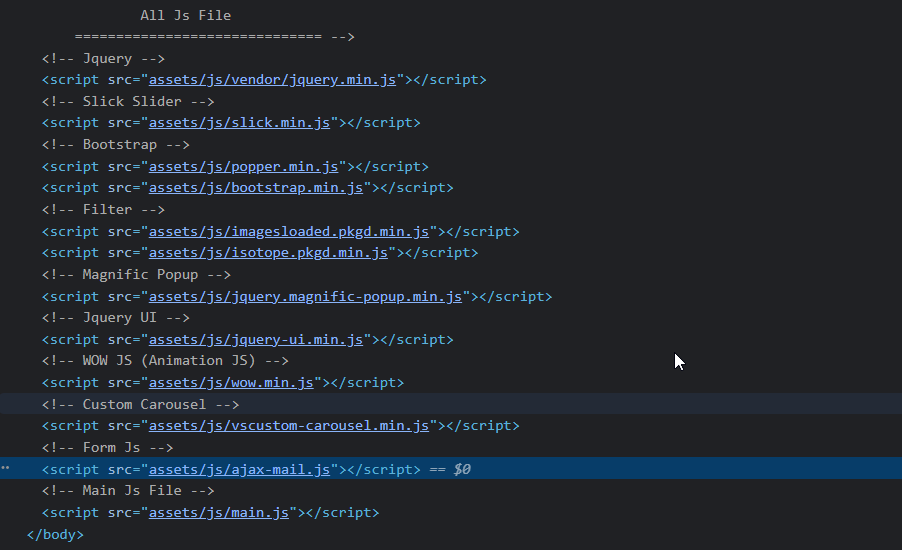 All Js File
============================== -->
<!-- Jquery -->
<script src="assets/js/vendor/jquery.min.js"></script>
<!-- Slick Slider -->
<script src="assets/js/slick.min.js"></script>
<!-- Bootstrap -->
<script src="assets/js/popper.min.js"></script>
<script src="assets/js/bootstrap.min.js"></script>
<!-- Filter -->
<script src="assets/js/imagesloaded.pkgd.min.js"></script>
<script src="assets/js/isotope.pkgd.min.js"></script>
<!-- Magnific Popup -->
<script src="assets/js/jquery.magnific-popup.min.js"></script>
<!-- Jquery UI -->
<script src="assets/js/jquery-ui.min.js"></script>
<!-- WOW JS (Animation JS) -->
<script src="assets/js/wow.min.js"></script>
<!-- Custom Carousel -->
<script src="assets/js/vscustom-carousel.min.js"></script>
<!-- Form Js -->
<script src="assets/js/ajax-mail.js"></script> == $0
<!-- Main Js File -->
<script src="assets/js/main.js"></script>
</body>